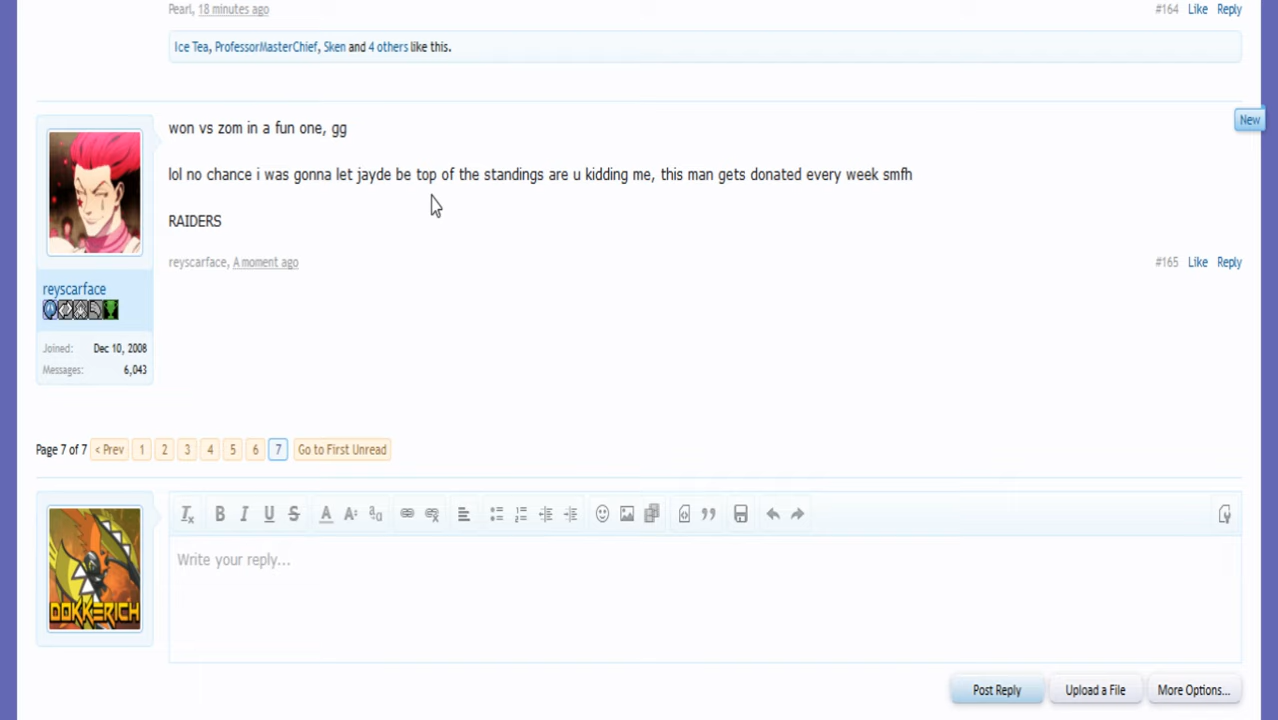 Pearl, 18 minutes ago #164 Like Reply
Ice Tea, ProfessorMasterChief, Sken and 4 others like this.
won vs zom in a fun one, gg
New
lol no chance i was gonna let jayde be top of the standings are u kidding me, this man gets donated every week smfh
RAIDERS
reyscarface, A moment ago #165 Like Reply
reyscarface
Joined: Dec 10, 2008
Messages: 6,043
Page 7 of 7 < Prev 1 2 3 4 5 6 7 Go to First Unread
Write your reply...
DOKKERICH
Post Reply Upload a File More Options...